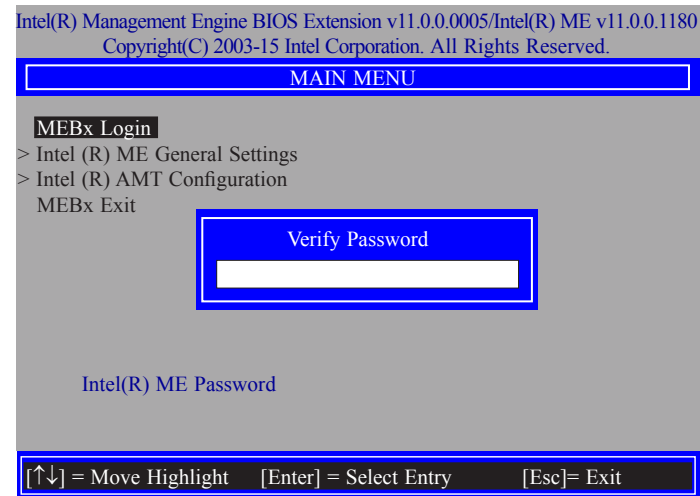 Intel(R) Management Engine BIOS Extension v11.0.0.0005/Intel(R) ME v11.0.0.1180
Copyright(C) 2003-15 Intel Corporation. All Rights Reserved.
MAIN MENU
MEBx Login
> Intel (R) ME General Settings
> Intel (R) AMT Configuration
MEBx Exit
Verify Password
Intel(R) ME Password
[↑↓] = Move Highlight [Enter] = Select Entry [Esc]= Exit